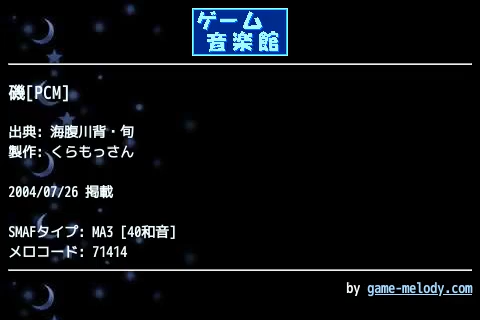 ゲーム
音楽館
磯[PCM]
出典: 海腹川背・旬
製作: くらもっさん
2004/07/26 掲載
SMAFタイプ: MA3 [40和音]
メロコード: 71414
by game-melody.com